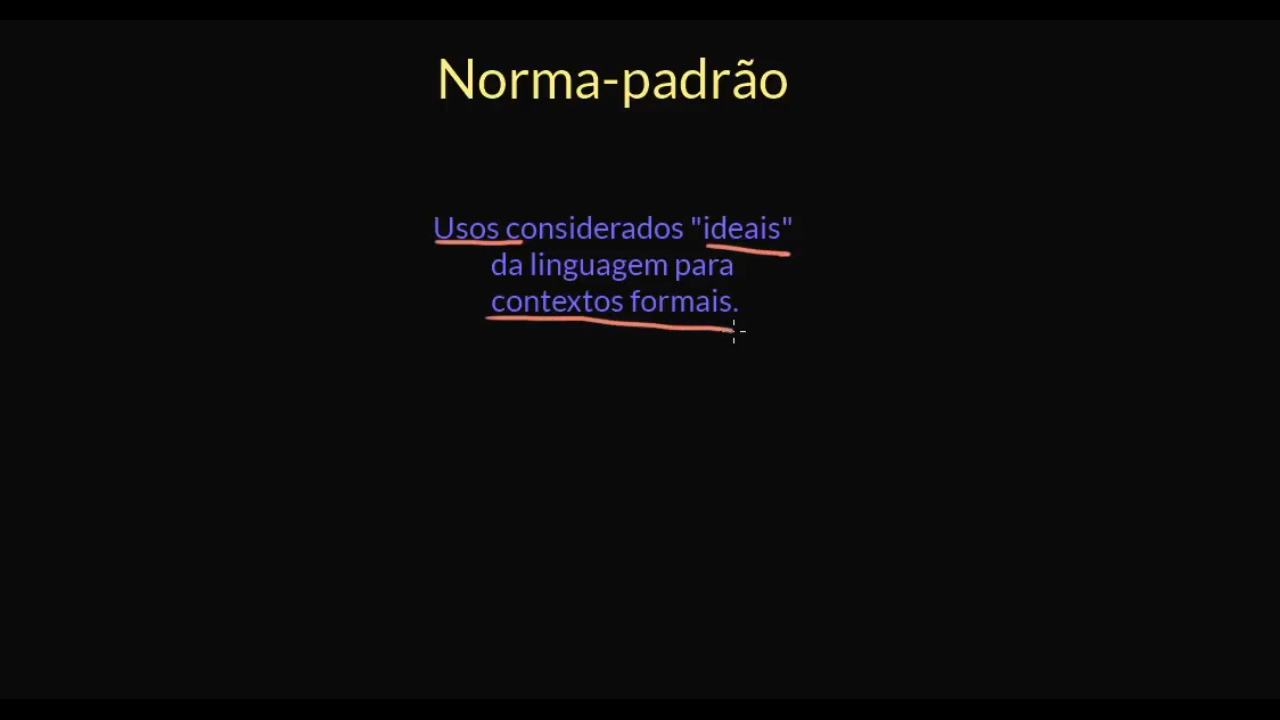 Norma-padrão
Usos considerados "ideais"
da linguagem para
contextos formais.